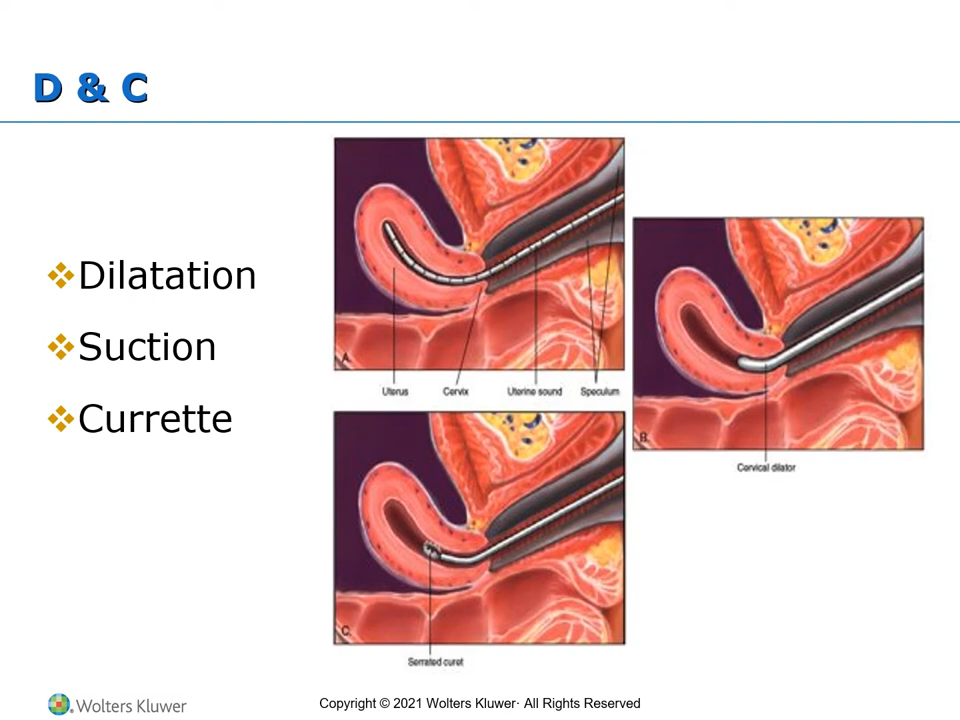 D & C
Dilatation
Suction
Currette
A.
Uterus Cervix Uterine sound Speculum
B.
Cervical dilator
C.
Serrated curet
Wolters Kluwer
Copyright © 2021 Wolters Kluwer· All Rights Reserved